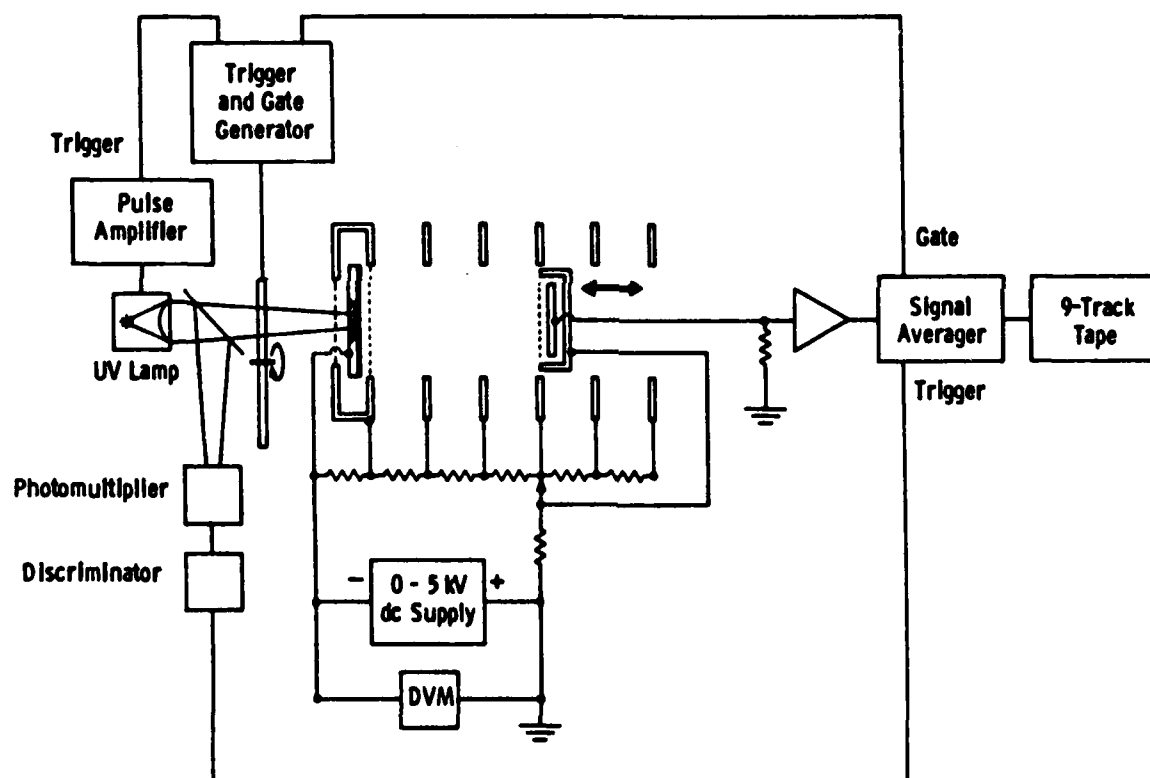 Trigger
and Gate
Generator
Trigger
Pulse
Amplifier
UV Lamp
Gate
Signal
Averager
9-Track
Tape
Trigger
Photomultiplier
Discriminator
- 0 - 5 kV +
dc Supply
DVM